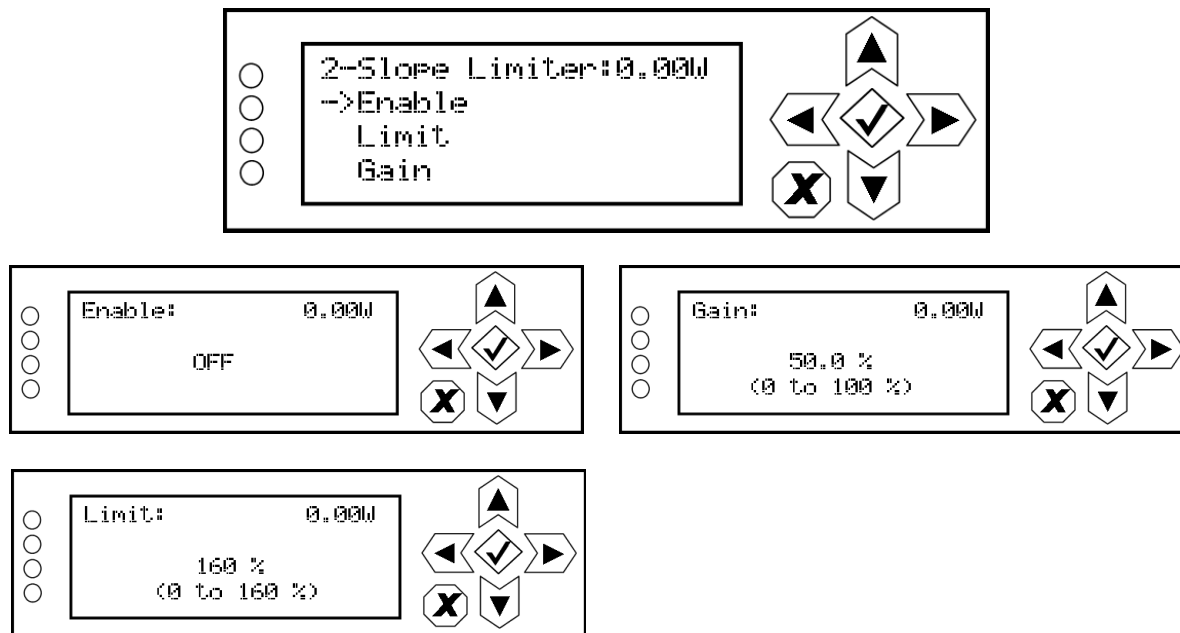 2-Slope Limiter:0.00W
->Enable
Limit
Gain
Enable: 0.00W
OFF
Gain: 0.00W
50.0 %
(0 to 100 %)
Limit: 0.00W
160 %
(0 to 160 %)